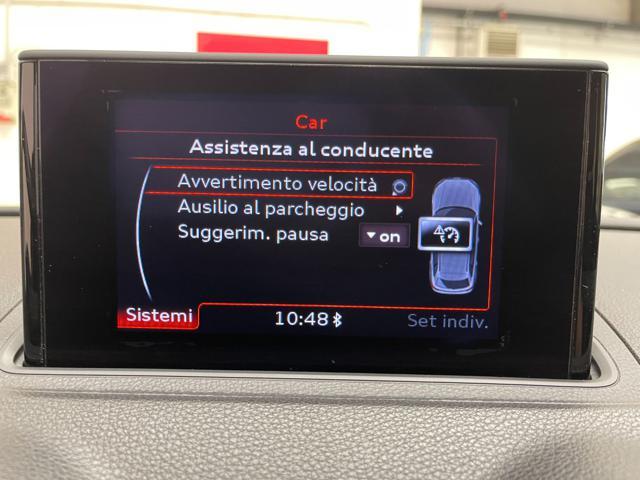 Car
Assistenza al conducente
Avvertimento velocità
Ausilio al parcheggio
Suggerim. pausa
on
Sistemi
10:48
Set indiv.